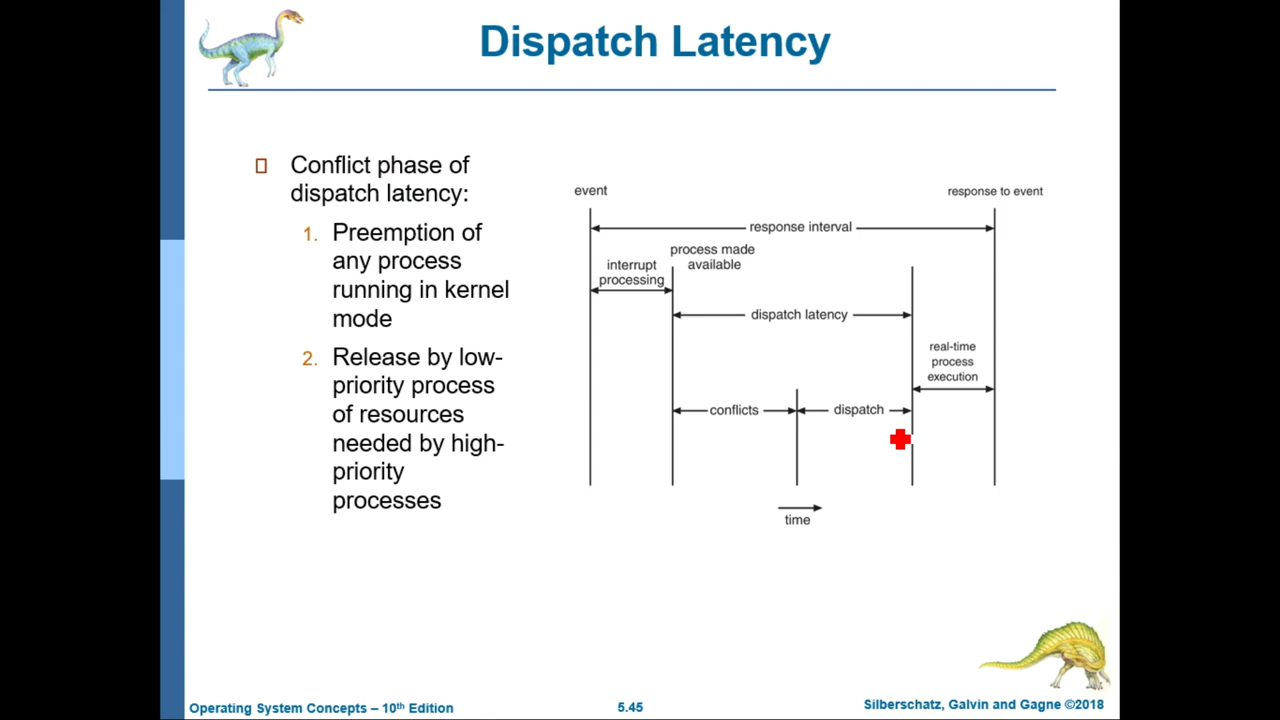 Dispatch Latency
Conflict phase of
dispatch latency:
1. Preemption of
any process
running in kernel
mode
2. Release by low-
priority process
of resources
needed by high-
priority
processes
event
response to event
response interval
process made
available
interrupt
processing
dispatch latency
real-time
process
execution
conflicts
dispatch
time
Operating System Concepts – 10th Edition
5.45
Silberschatz, Galvin and Gagne ©2018